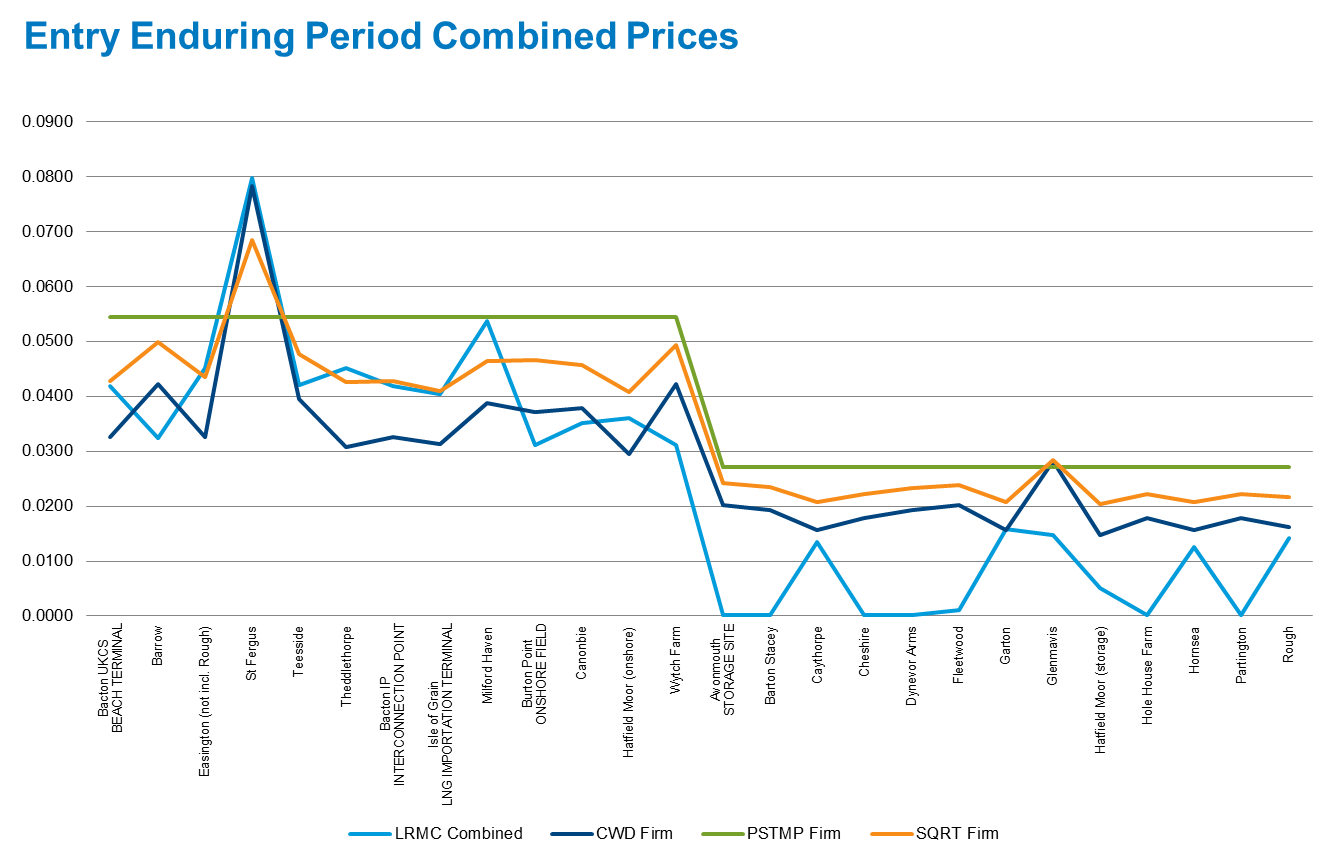 Entry Enduring Period Combined Prices
0.0900
0.0800
0.0700
0.0600
0.0500
0.0400
0.0300
0.0200
0.0100
0.0000
Bacton UKCS
BEACH TERMINAL
Barrow
Easington (not incl. Rough)
St Fergus
Teesside
Theddlethorpe
Bacton IP
INTERCONNECTION POINT
Isle of Grain
LNG IMPORTATION TERMINAL
Milford Haven
Burton Point
ONSHORE FIELD
Canonbie
Hatfield Moor (onshore)
Wytch Farm
Avonmouth
STORAGE SITE
Barton Stacey
Caythorpe
Cheshire
Dynevor Arms
Fleetwood
Garton
Glenmavis
Hatfield Moor (storage)
Hole House Farm
Hornsea
Partington
Rough
LRMC Combined
CWD Firm
PSTMP Firm
SQRT Firm